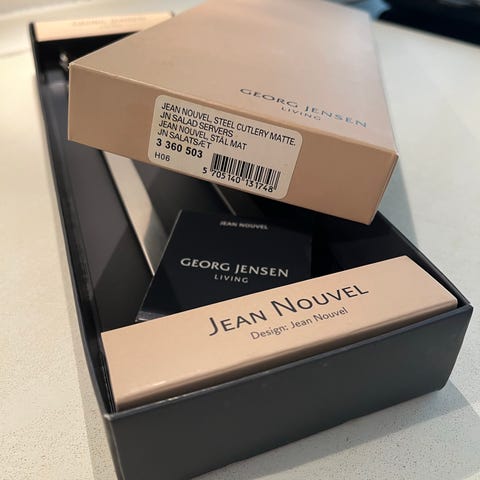 GEORG JENSEN
LIVING
JEAN NOUVEL, STEEL CUTLERY MATTE.
JN SALAD SERVERS
JEAN NOUVEL, STÅL MAT
JN SALATSÆT
3 360 503
H06
5 705140 131748
JEAN NOUVEL
GEORG JENSEN
LIVING
JEAN NOUVEL
Design: Jean Nouvel